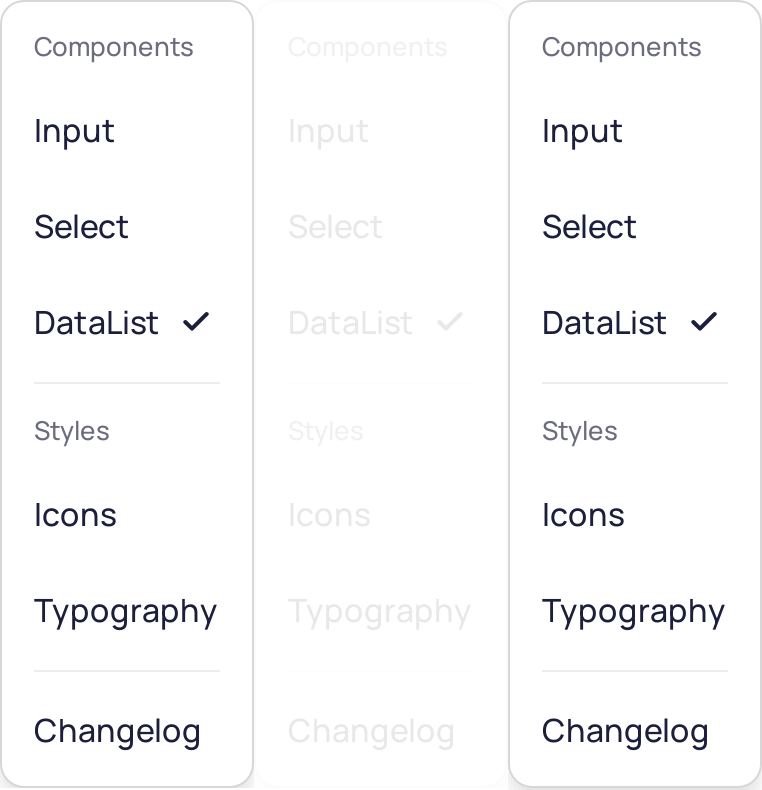 Components
Input
Select
DataList
Styles
Icons
Typography
Changelog
Components
Input
Select
DataList
Styles
Icons
Typography
Changelog
Components
Input
Select
DataList
Styles
Icons
Typography
Changelog